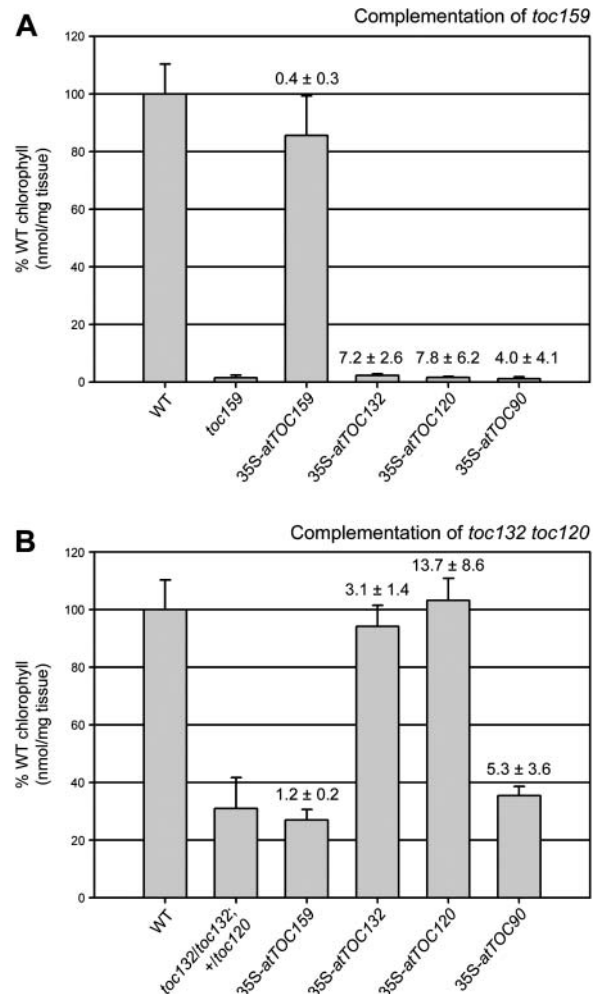 A
Complementation of toc159
120
100
80
60
40
20
0
% WT chlorophyll
(nmol/mg tissue)
0.4 ± 0.3
7.2 ± 2.6
7.8 ± 6.2
4.0 ± 4.1
WT
toc159
35S-atTOC159
35S-atTOC132
35S-atTOC120
35S-atTOC90
B
Complementation of toc132 toc120
120
100
80
60
40
20
0
% WT chlorophyll
(nmol/mg tissue)
1.2 ± 0.2
3.1 ± 1.4
13.7 ± 8.6
5.3 ± 3.6
WT
toc132/toc132;
+/toc120
35S-atTOC159
35S-atTOC132
35S-atTOC120
35S-atTOC90